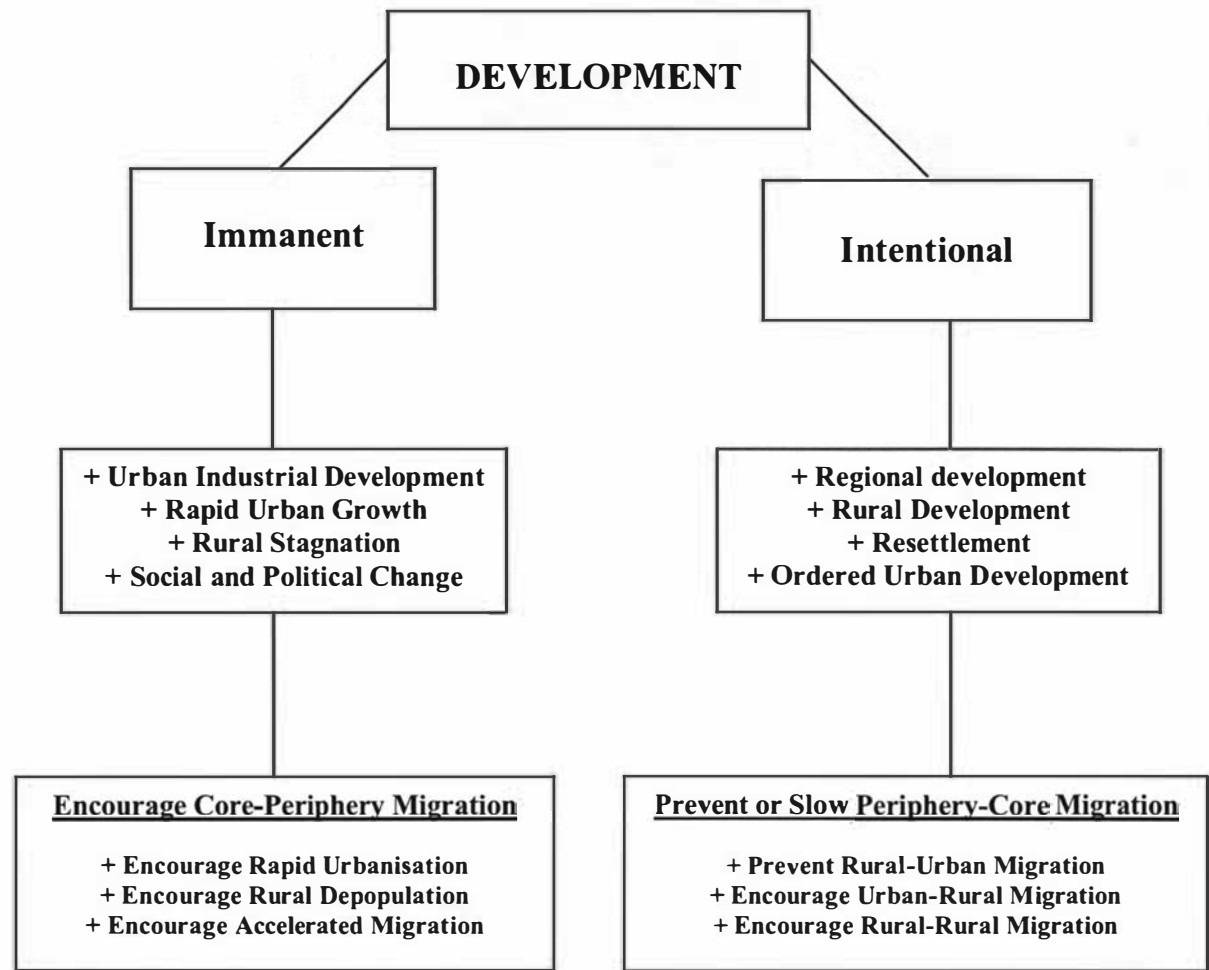 DEVELOPMENT
Immanent
Intentional
+ Urban Industrial Development
+ Rapid Urban Growth
+ Rural Stagnation
+ Social and Political Change
+ Regional development
+ Rural Development
+ Resettlement
+ Ordered Urban Development
Encourage Core-Periphery Migration
+ Encourage Rapid Urbanisation
+ Encourage Rural Depopulation
+ Encourage Accelerated Migration
Prevent or Slow Periphery-Core Migration
+ Prevent Rural-Urban Migration
+ Encourage Urban-Rural Migration
+ Encourage Rural-Rural Migration